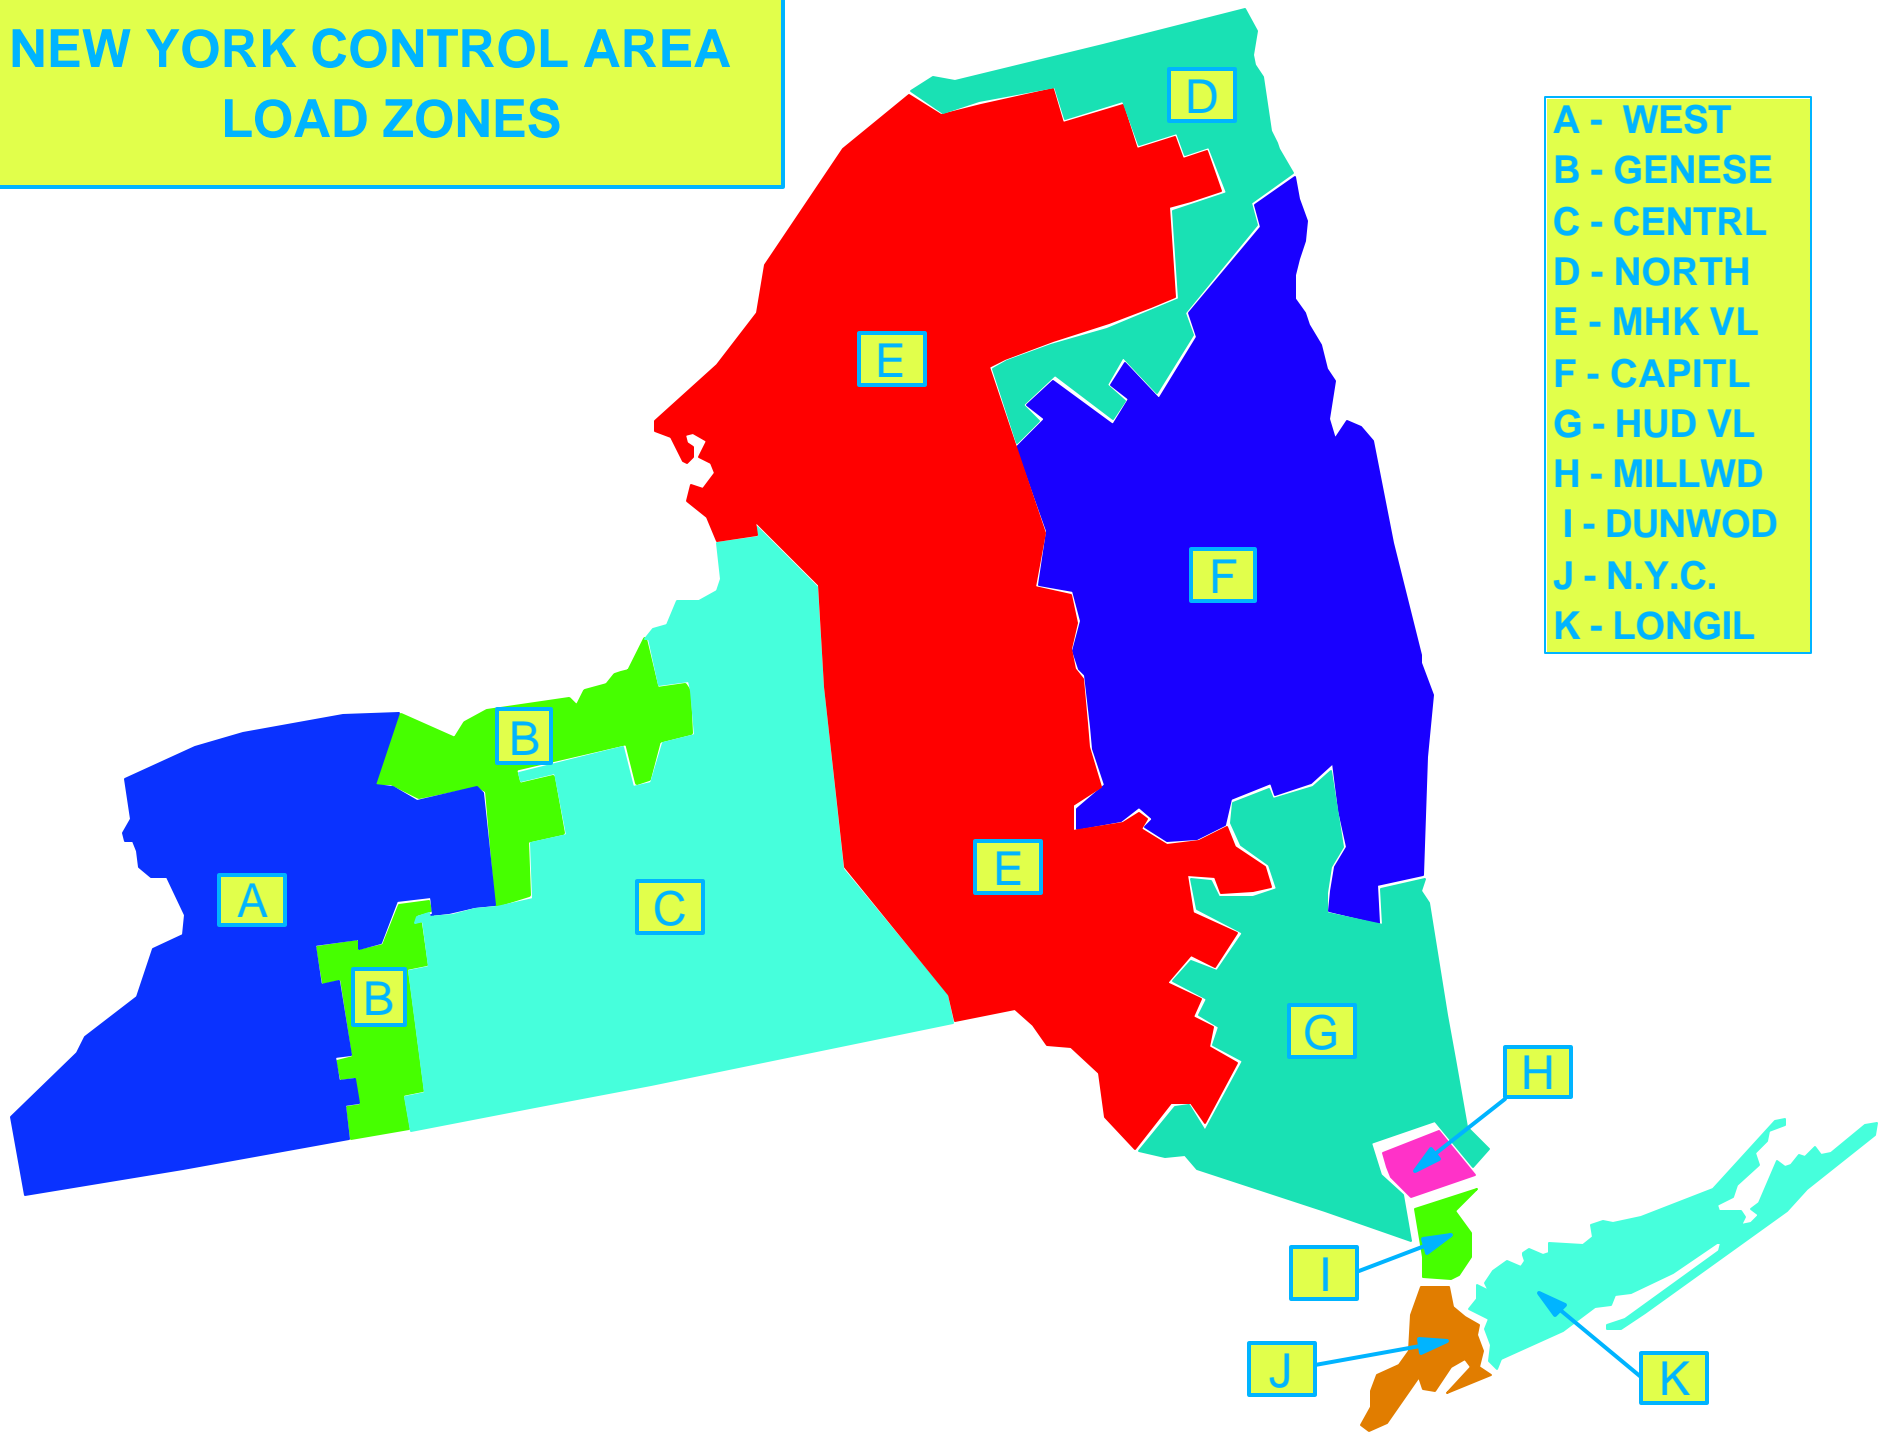 NEW YORK CONTROL AREA
LOAD ZONES
A -  WEST
B - GENESE
C - CENTRL
D - NORTH
E - MHK VL
F - CAPITL
G - HUD VL
H - MILLWD
I - DUNWOD
J - N.Y.C.
K - LONGIL
D
E
F
B
E
A
C
B
G
H
I
J
K